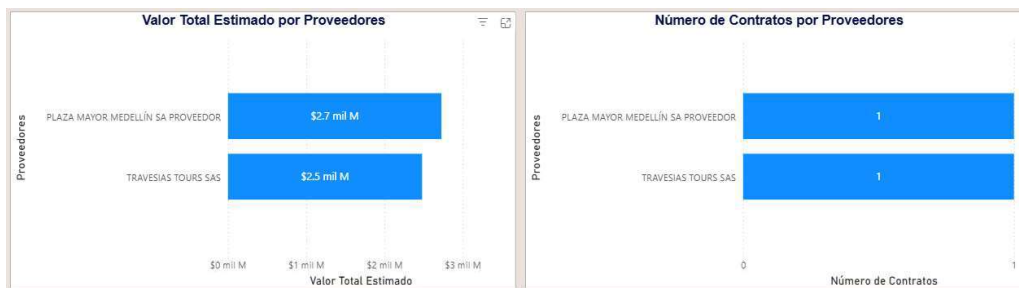 Valor Total Estimado por Proveedores
Proveedores
PLAZA MAYOR MEDELLÍN SA PROVEEDOR
$2.7 mil M
TRAVESIAS TOURS SAS
$2.5 mil M
$0 mil M $1 mil M $2 mil M $3 mil M
Valor Total Estimado
Número de Contratos por Proveedores
Proveedores
PLAZA MAYOR MEDELLÍN SA PROVEEDOR
1
TRAVESIAS TOURS SAS
1
0 1
Número de Contratos